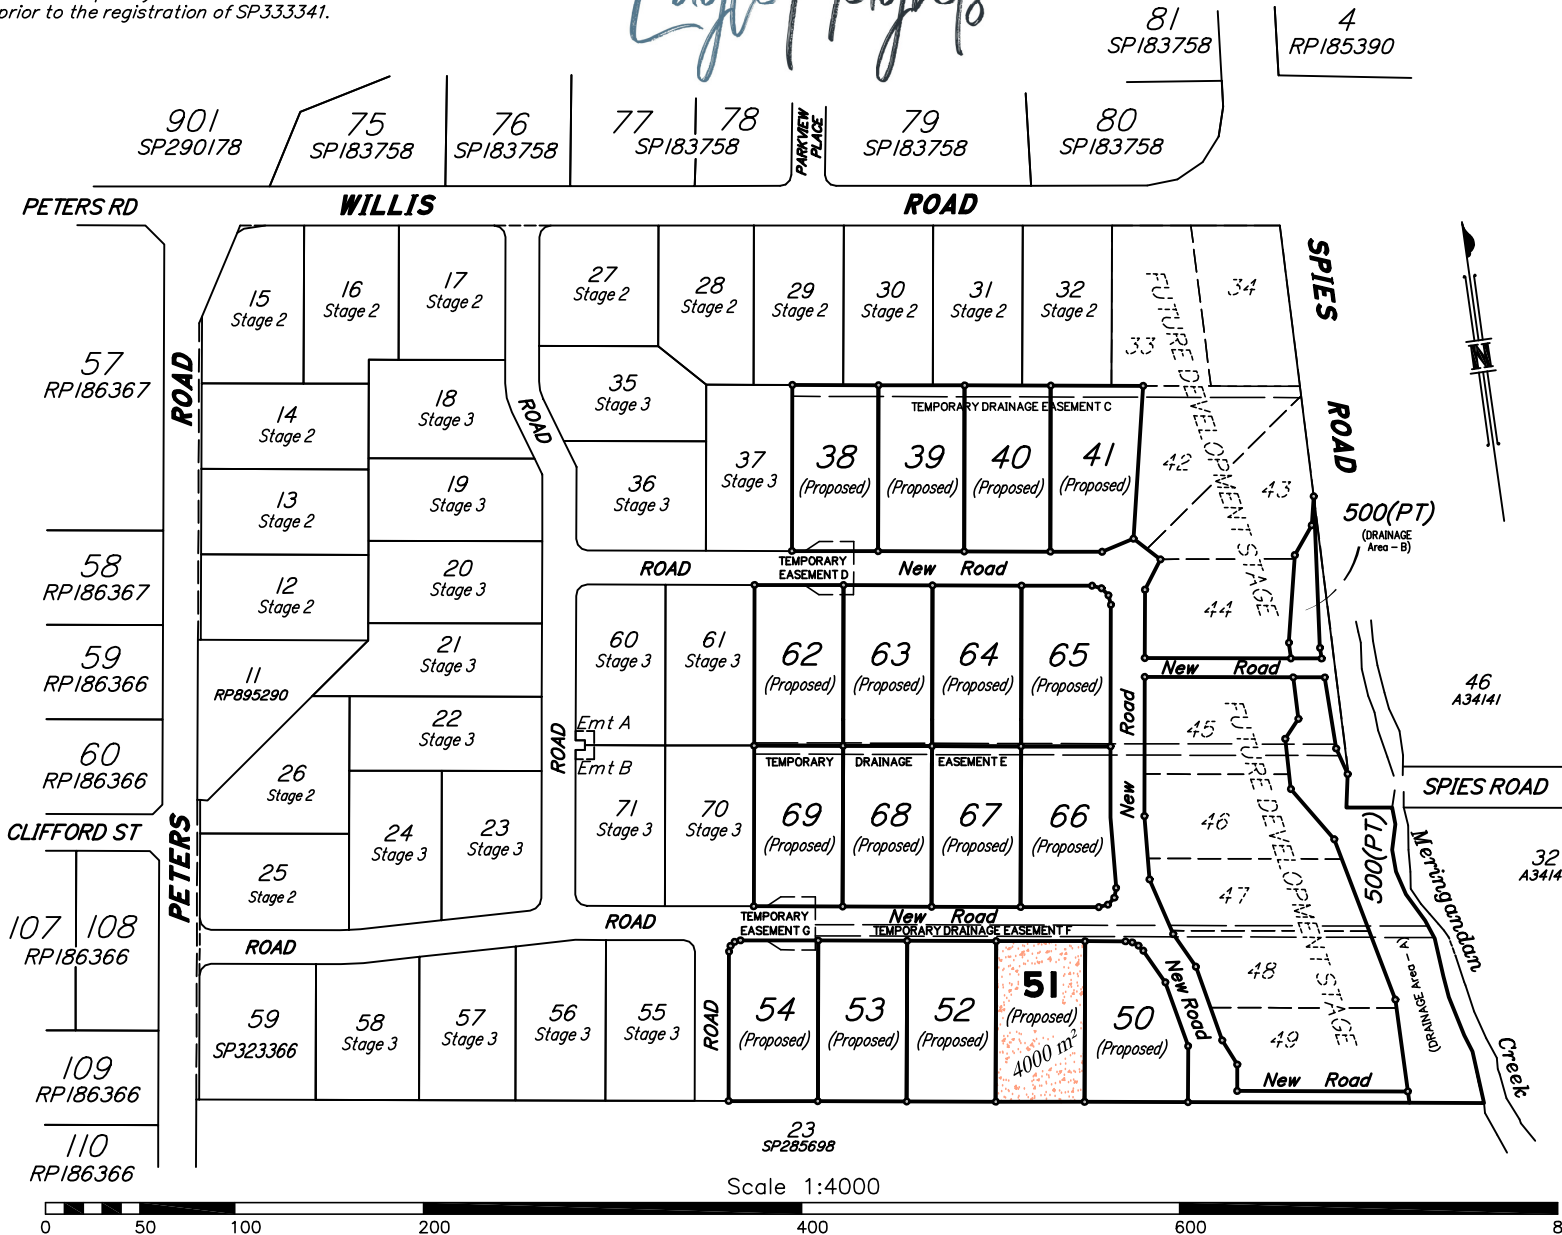 prior to the registration of SP333341.
Heights
81
SP183758
4
RP185390
901
SP290178
75
SP183758
76
SP183758
77
78
SP183758
PARKVIEW
PLACE
79
SP183758
80
SP183758
PETERS RD
WILLIS
ROAD
15
Stage 2
16
Stage 2
17
Stage 2
27
Stage 2
28
Stage 2
29
Stage 2
30
Stage 2
31
Stage 2
32
Stage 2
33
34
SPIES
ROAD
N
57
RP186367
ROAD
14
Stage 2
18
Stage 3
ROAD
35
Stage 3
TEMPORARY DRAINAGE EASEMENT C
FUTURE DEVELOPMENT STAGE
13
Stage 2
19
Stage 3
36
Stage 3
37
Stage 3
38
(Proposed)
39
(Proposed)
40
(Proposed)
41
(Proposed)
42
43
500(PT)
(DRAINAGE
Area - B)
58
RP186367
12
Stage 2
20
Stage 3
ROAD
TEMPORARY
EASEMENT D
New Road
44
59
RP186366
11
RP895290
21
Stage 3
60
Stage 3
61
Stage 3
62
(Proposed)
63
(Proposed)
64
(Proposed)
65
(Proposed)
New Road
46
A34141
60
RP186366
22
Stage 3
ROAD
Emt A
Emt B
New Road
45
FUTURE DEVELOPMENT STAGE
26
Stage 2
TEMPORARY DRAINAGE EASEMENT E
SPIES ROAD
CLIFFORD ST
PETERS
24
Stage 3
23
Stage 3
71
Stage 3
70
Stage 3
69
(Proposed)
68
(Proposed)
67
(Proposed)
66
(Proposed)
46
500(PT)
Meringandan
Creek
32
A3414
25
Stage 2
47
107
108
RP186366
ROAD
ROAD
TEMPORARY
EASEMENT G
New Road
TEMPORARY DRAINAGE EASEMENT F
48
(DRAINAGE Area - A)
59
SP323366
58
Stage 3
57
Stage 3
56
Stage 3
55
Stage 3
ROAD
54
(Proposed)
53
(Proposed)
52
(Proposed)
51
(Proposed)
4000 m²
50
(Proposed)
New Road
49
New Road
109
RP186366
110
RP186366
23
SP285698
Scale 1:4000
0 50 100 200 400 600 8